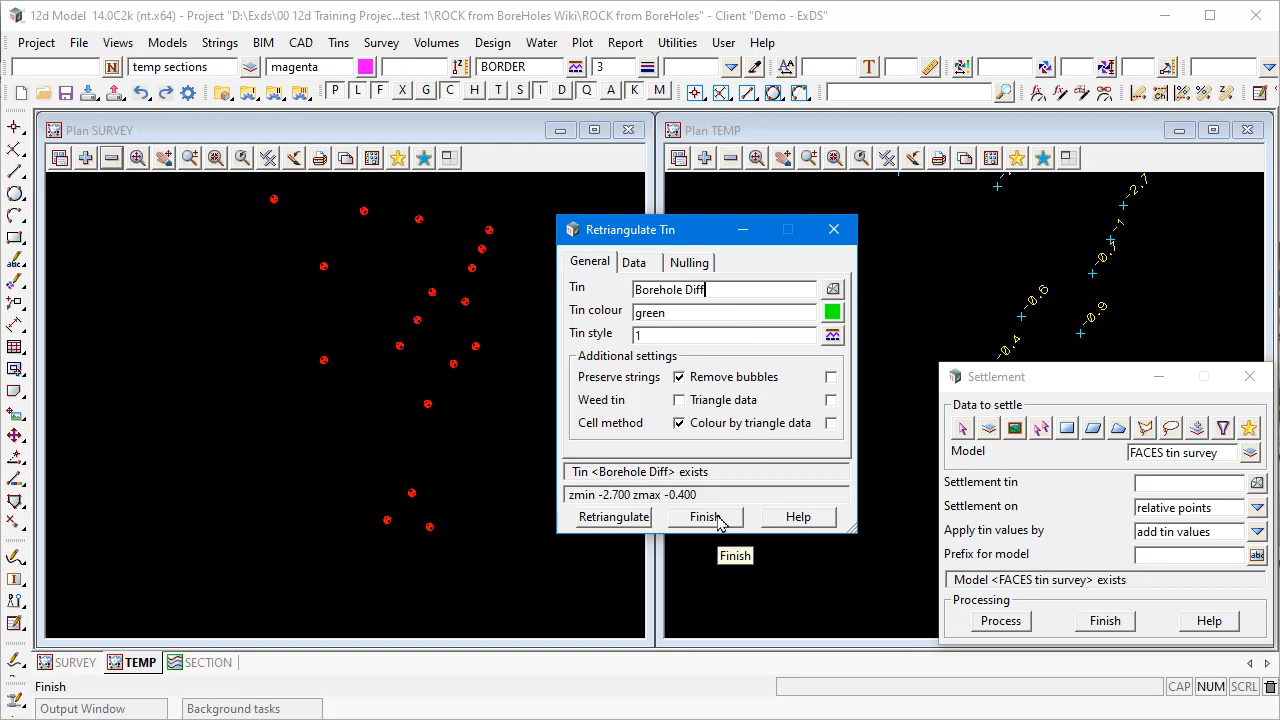 12d Model 14.0C2k (nt.x64) - Project "D:\Exds\00 12d Training Projec...test 1\ROCK from BoreHoles Wiki\ROCK from BoreHoles" - Client "Demo - ExDS"
Project File Views Models Strings BIM CAD Tins Survey Volumes Design Water Plot Report Utilities User Help
N temp sections magenta BORDER 3 T
P L F X G C H T S I D Q A K M
Plan SURVEY
Plan TEMP
-2.7
-1
-0.7
-0.6
-0.9
-0.4
Retriangulate Tin
General Data Nulling
Tin Borehole Diff
Tin colour green
Tin style 1
Additional settings
Preserve strings Remove bubbles
Weed tin Triangle data
Cell method Colour by triangle data
Tin <Borehole Diff> exists
zmin -2.700 zmax -0.400
Retriangulate Finish Help
Finish
Settlement
Data to settle
Model FACES tin survey
Settlement tin
Settlement on relative points
Apply tin values by add tin values
Prefix for model abc
Model <FACES tin survey> exists
Processing
Process Finish Help
SURVEY TEMP SECTION
Finish CAP NUM SCRL
Output Window Background tasks